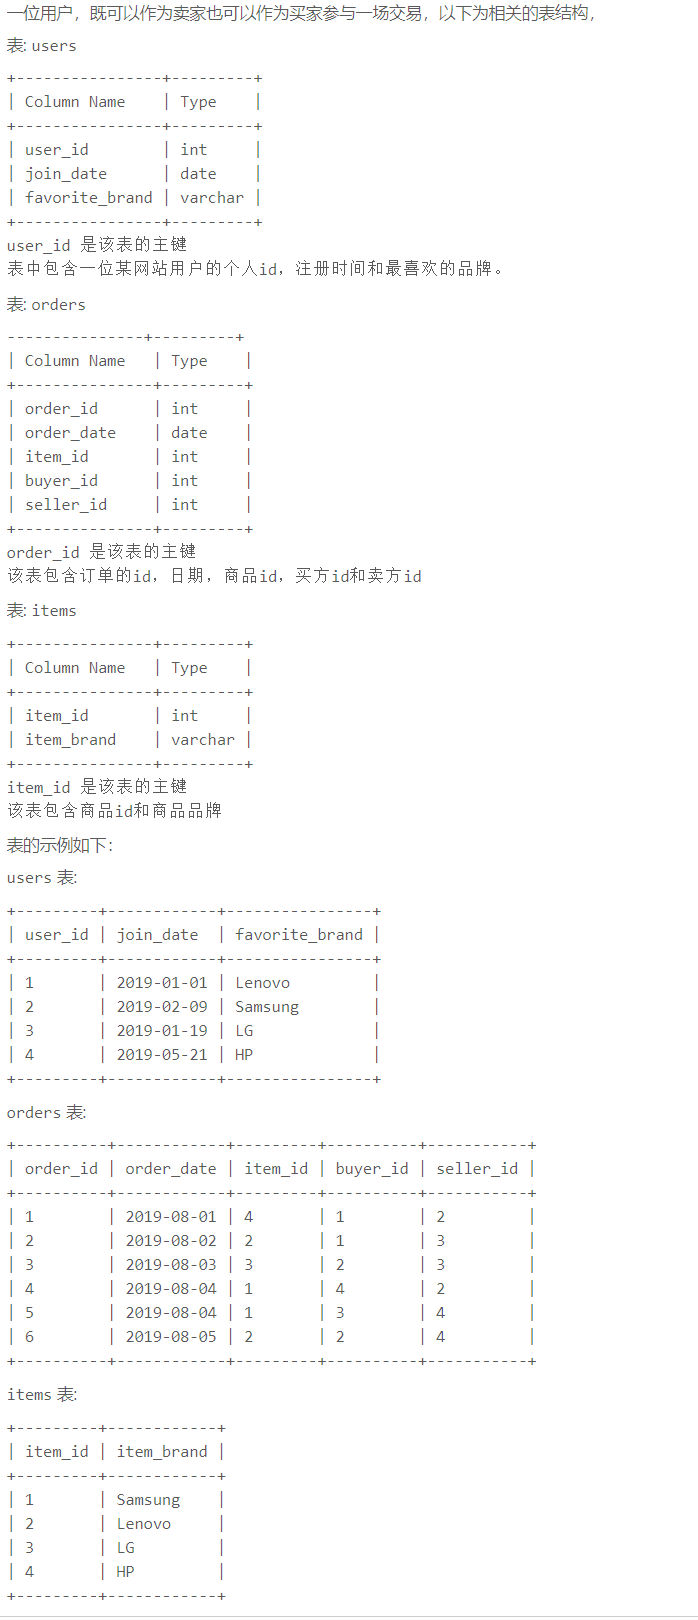 一位用户，既可以作为卖家也可以作为买家参与一场交易，以下为相关的表结构，
表: users
+----------------+---------+
| Column Name    | Type    |
+----------------+---------+
| user_id        | int     |
| join_date      | date    |
| favorite_brand | varchar |
+----------------+---------+
user_id 是该表的主键
表中包含一位某网站用户的个人id，注册时间和最喜欢的品牌。
表: orders
---------------+---------+
| Column Name   | Type    |
+---------------+---------+
| order_id      | int     |
| order_date    | date    |
| item_id       | int     |
| buyer_id      | int     |
| seller_id     | int     |
+---------------+---------+
order_id 是该表的主键
该表包含订单的id，日期，商品id，买方id和卖方id
表: items
+---------------+---------+
| Column Name   | Type    |
+---------------+---------+
| item_id       | int     |
| item_brand    | varchar |
+---------------+---------+
item_id 是该表的主键
该表包含商品id和商品品牌
表的示例如下：
users 表:
+---------+------------+----------------+
| user_id | join_date  | favorite_brand |
+---------+------------+----------------+
| 1       | 2019-01-01 | Lenovo         |
| 2       | 2019-02-09 | Samsung        |
| 3       | 2019-01-19 | LG             |
| 4       | 2019-05-21 | HP             |
+---------+------------+----------------+
orders 表:
+----------+------------+---------+----------+-----------+
| order_id | order_date | item_id | buyer_id | seller_id |
+----------+------------+---------+----------+-----------+
| 1        | 2019-08-01 | 4       | 1        | 2         |
| 2        | 2019-08-02 | 2       | 1        | 3         |
| 3        | 2019-08-03 | 3       | 2        | 3         |
| 4        | 2019-08-04 | 1       | 4        | 2         |
| 5        | 2019-08-04 | 1       | 3        | 4         |
| 6        | 2019-08-05 | 2       | 2        | 4         |
+----------+------------+---------+----------+-----------+
items 表:
+---------+------------+
| item_id | item_brand |
+---------+------------+
| 1       | Samsung    |
| 2       | Lenovo     |
| 3       | LG         |
| 4       | HP         |
+---------+------------+